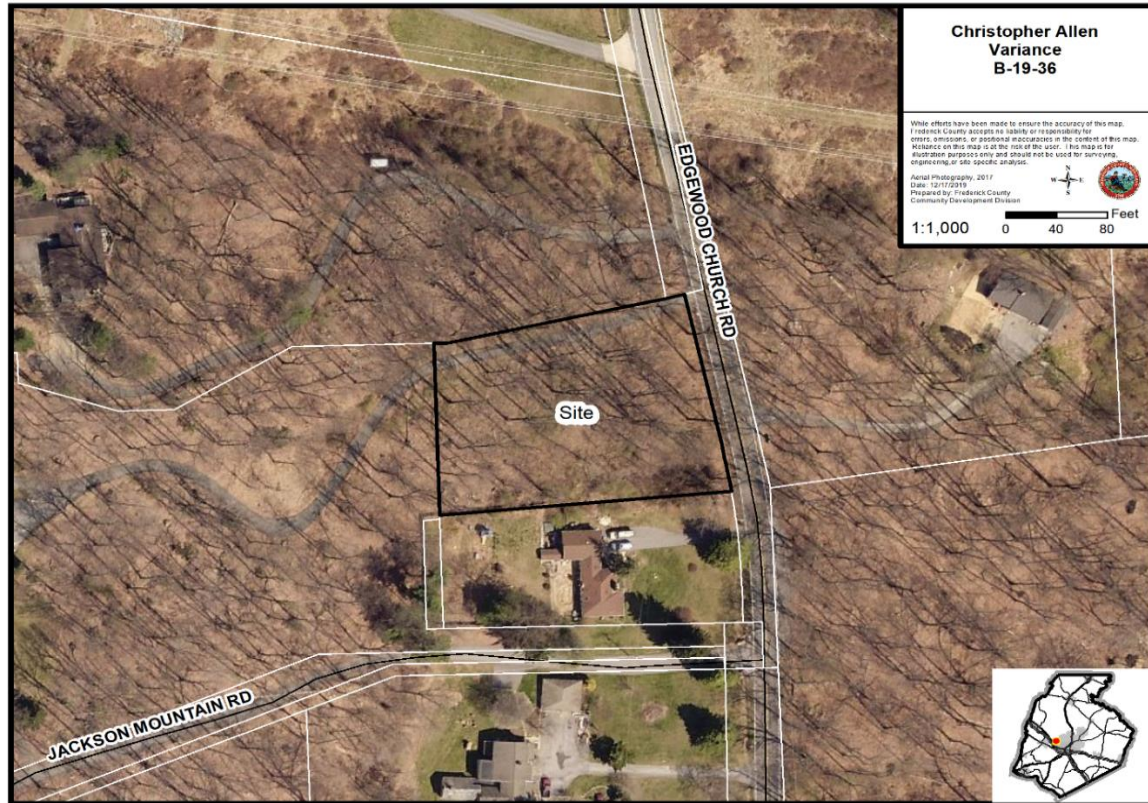 Christopher Allen
Variance
B-19-36
While efforts have been made to ensure the accuracy of this map,
Frederick County accepts no liability or responsibility for
errors, omissions, or positional inaccuracies in the content of this map.
Reliance on this map is at the risk of the user. This map is for
illustration purposes only and should not be used for surveying,
engineering, or site specific analysis.
Aerial Photography, 2017
Date: 12/17/2019
Prepared by: Frederick County
Community Development Division
N
W E
S
Feet
1:1,000 0 40 80
EDGEWOOD CHURCH RD
Site
JACKSON MOUNTAIN RD